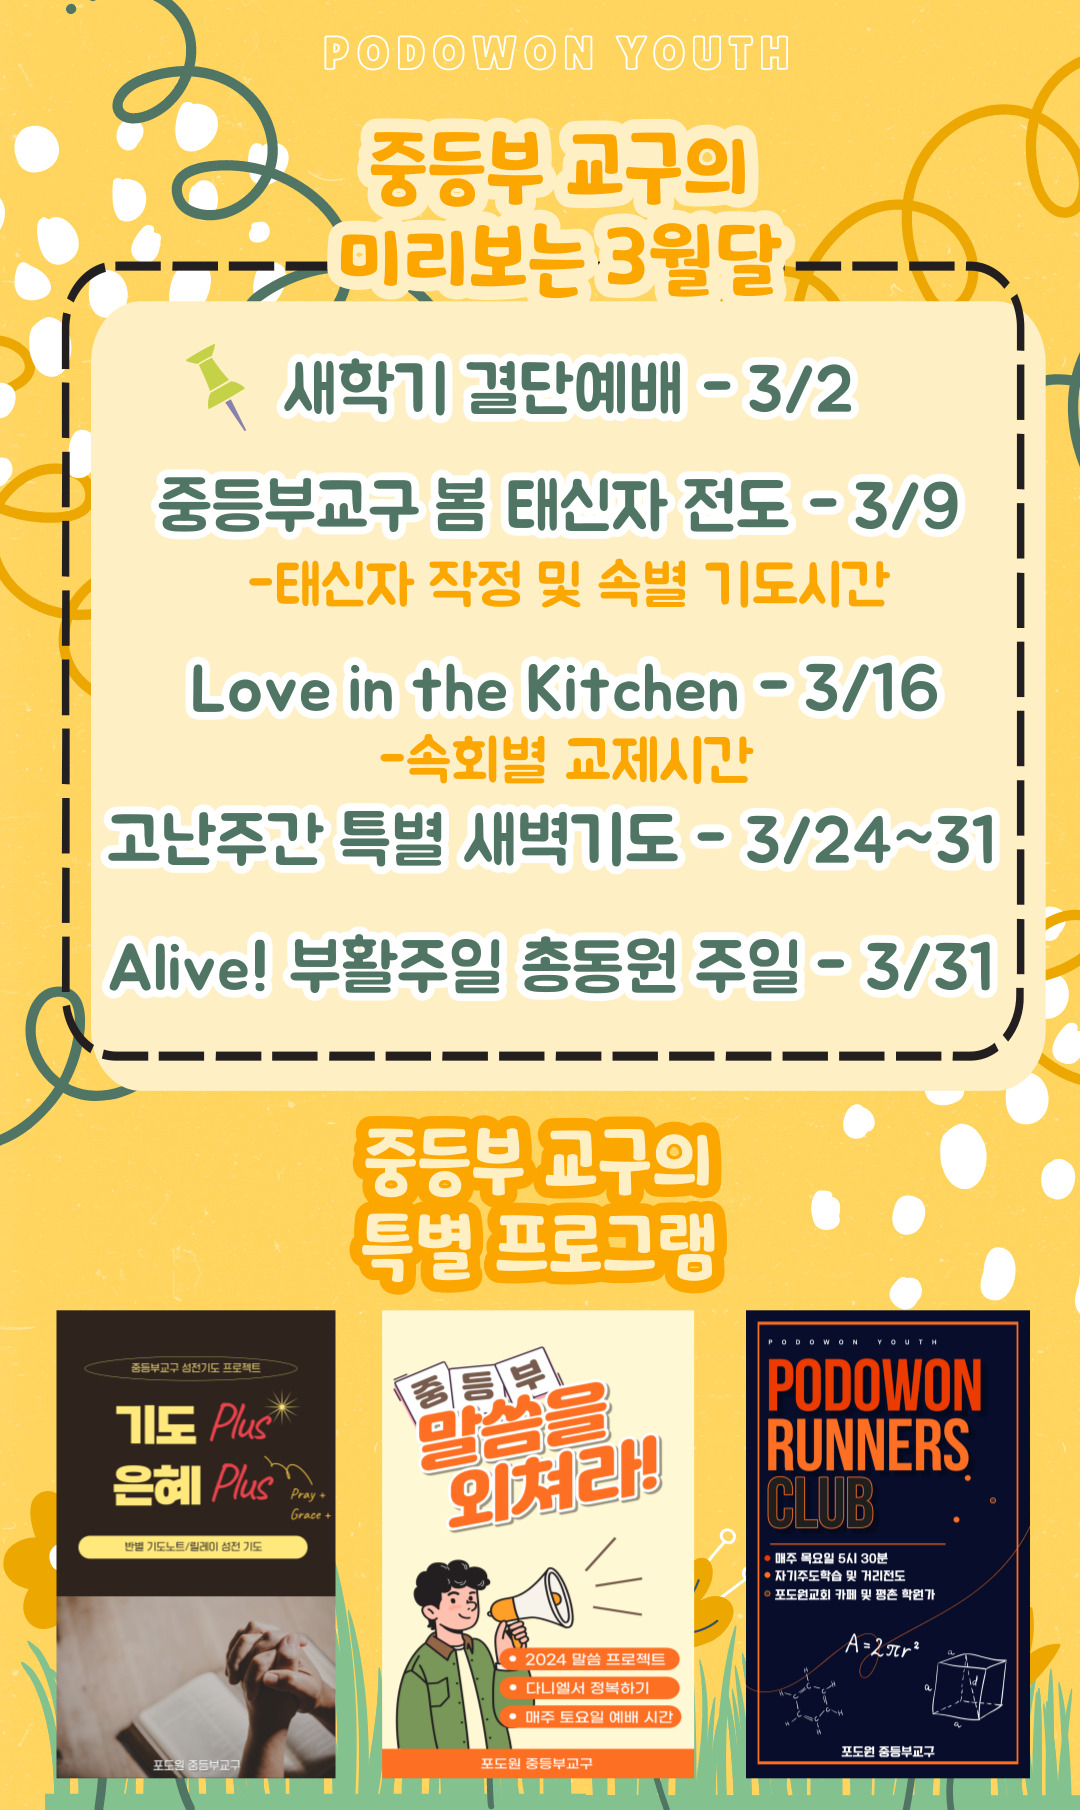 PODOWON YOUTH
중등부 교구의
미리보는 3월달
새학기 결단예배 - 3/2
중등부교구 봄 태신자 전도 - 3/9
-태신자 작정 및 속별 기도시간
Love in the Kitchen - 3/16
-속회별 교제시간
고난주간 특별 새벽기도 - 3/24~31
Alive! 부활주일 총동원 주일 - 3/31
중등부 교구의
특별 프로그램
중등부교구 성전기도 프로젝트
기도 Plus
은혜 Plus
Pray +
Grace +
반별 기도노트/릴레이 성전 기도
포도원 중등부교구
중등부
말씀을
외쳐라!
2024 말씀 프로젝트
다니엘서 정복하기
매주 토요일 예배 시간
포도원 중등부교구
PODOWON YOUTH
PODOWON
RUNNERS
CLUB
매주 목요일 5시 30분
자기주도학습 및 거리전도
포도원교회 카페 및 평촌 학원가
A=2πr²
a
d
a
a
H
H
H
H
H
H
포도원 중등부교구